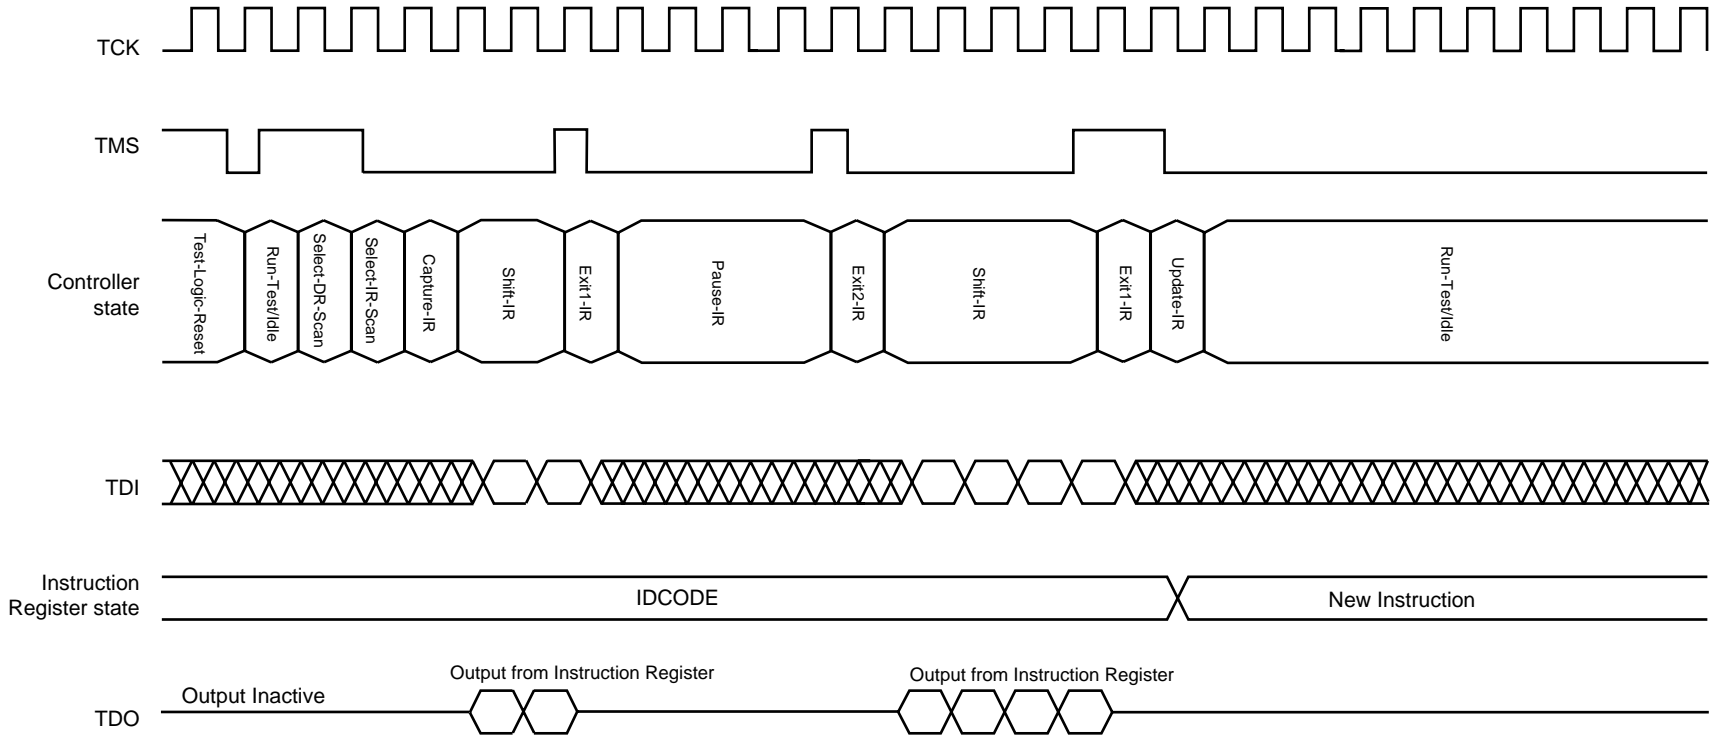 TCK
TMS
Controller
state
Test-Logic-Reset
Run-Test/Idle
Select-DR-Scan
Select-IR-Scan
Capture-IR
Shift-IR
Exit1-IR
Pause-IR
Exit2-IR
Shift-IR
Exit1-IR
Update-IR
Run-Test/Idle
TDI
Instruction
Register state
IDCODE
New Instruction
Output from Instruction Register
Output from Instruction Register
Output Inactive
TDO